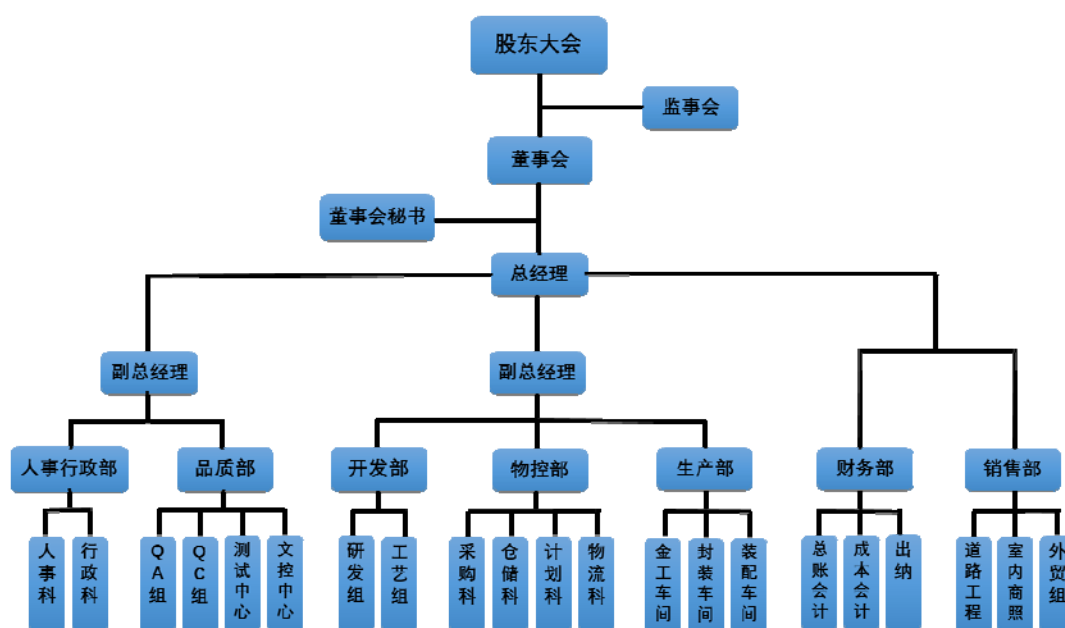 股东大会
监事会
董事会
董事会秘书
总经理
副总经理
副总经理
人事行政部
品质部
开发部
物控部
生产部
财务部
销售部
人事科
行政科
QA组
QC组
测试中心
文控中心
研发组
工艺组
采购科
仓储科
计划科
物流科
金工车间
封装车间
装配车间
总账会计
成本会计
出纳
道路工程
室内商照
外贸组